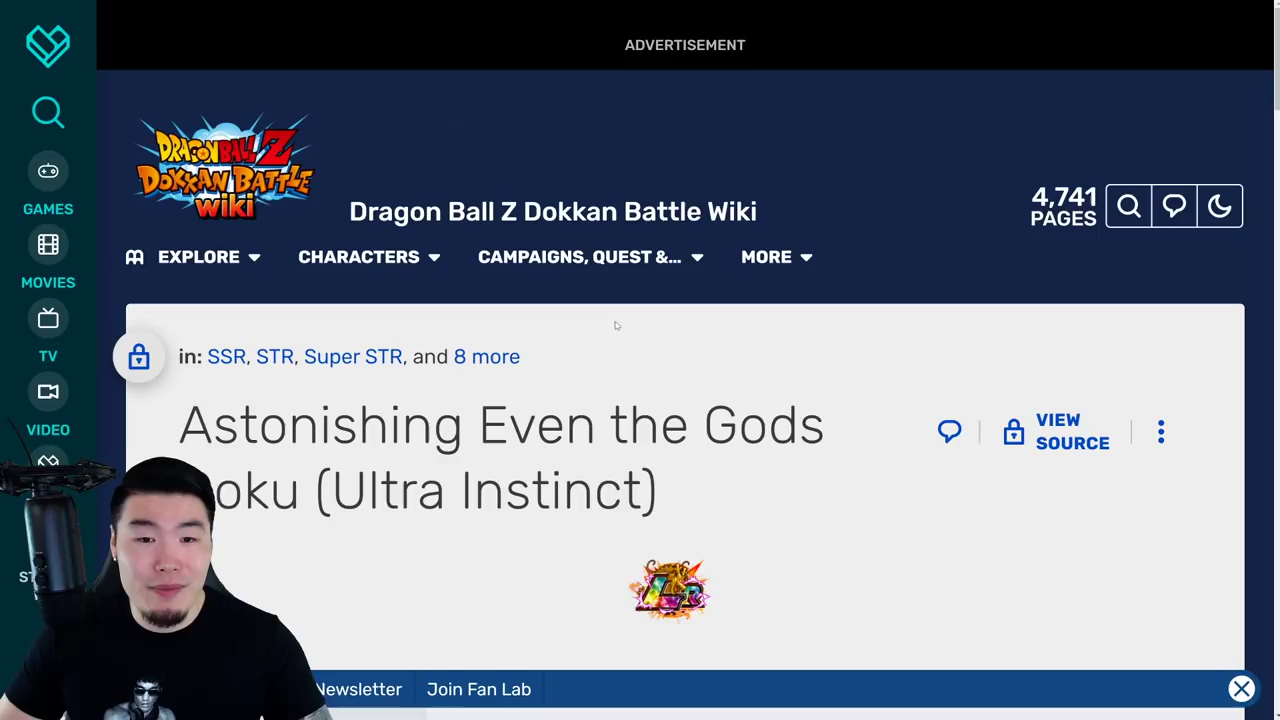 ADVERTISEMENT
DRAGON BALL Z
DOKKAN BATTLE
wiki
Dragon Ball Z Dokkan Battle Wiki
4,741
PAGES
EXPLORE
CHARACTERS
CAMPAIGNS, QUEST &...
MORE
GAMES
MOVIES
TV
VIDEO
in: SSR, STR, Super STR, and 8 more
Astonishing Even the Gods
oku (Ultra Instinct)
VIEW
SOURCE
LR
ST
Newsletter
Join Fan Lab